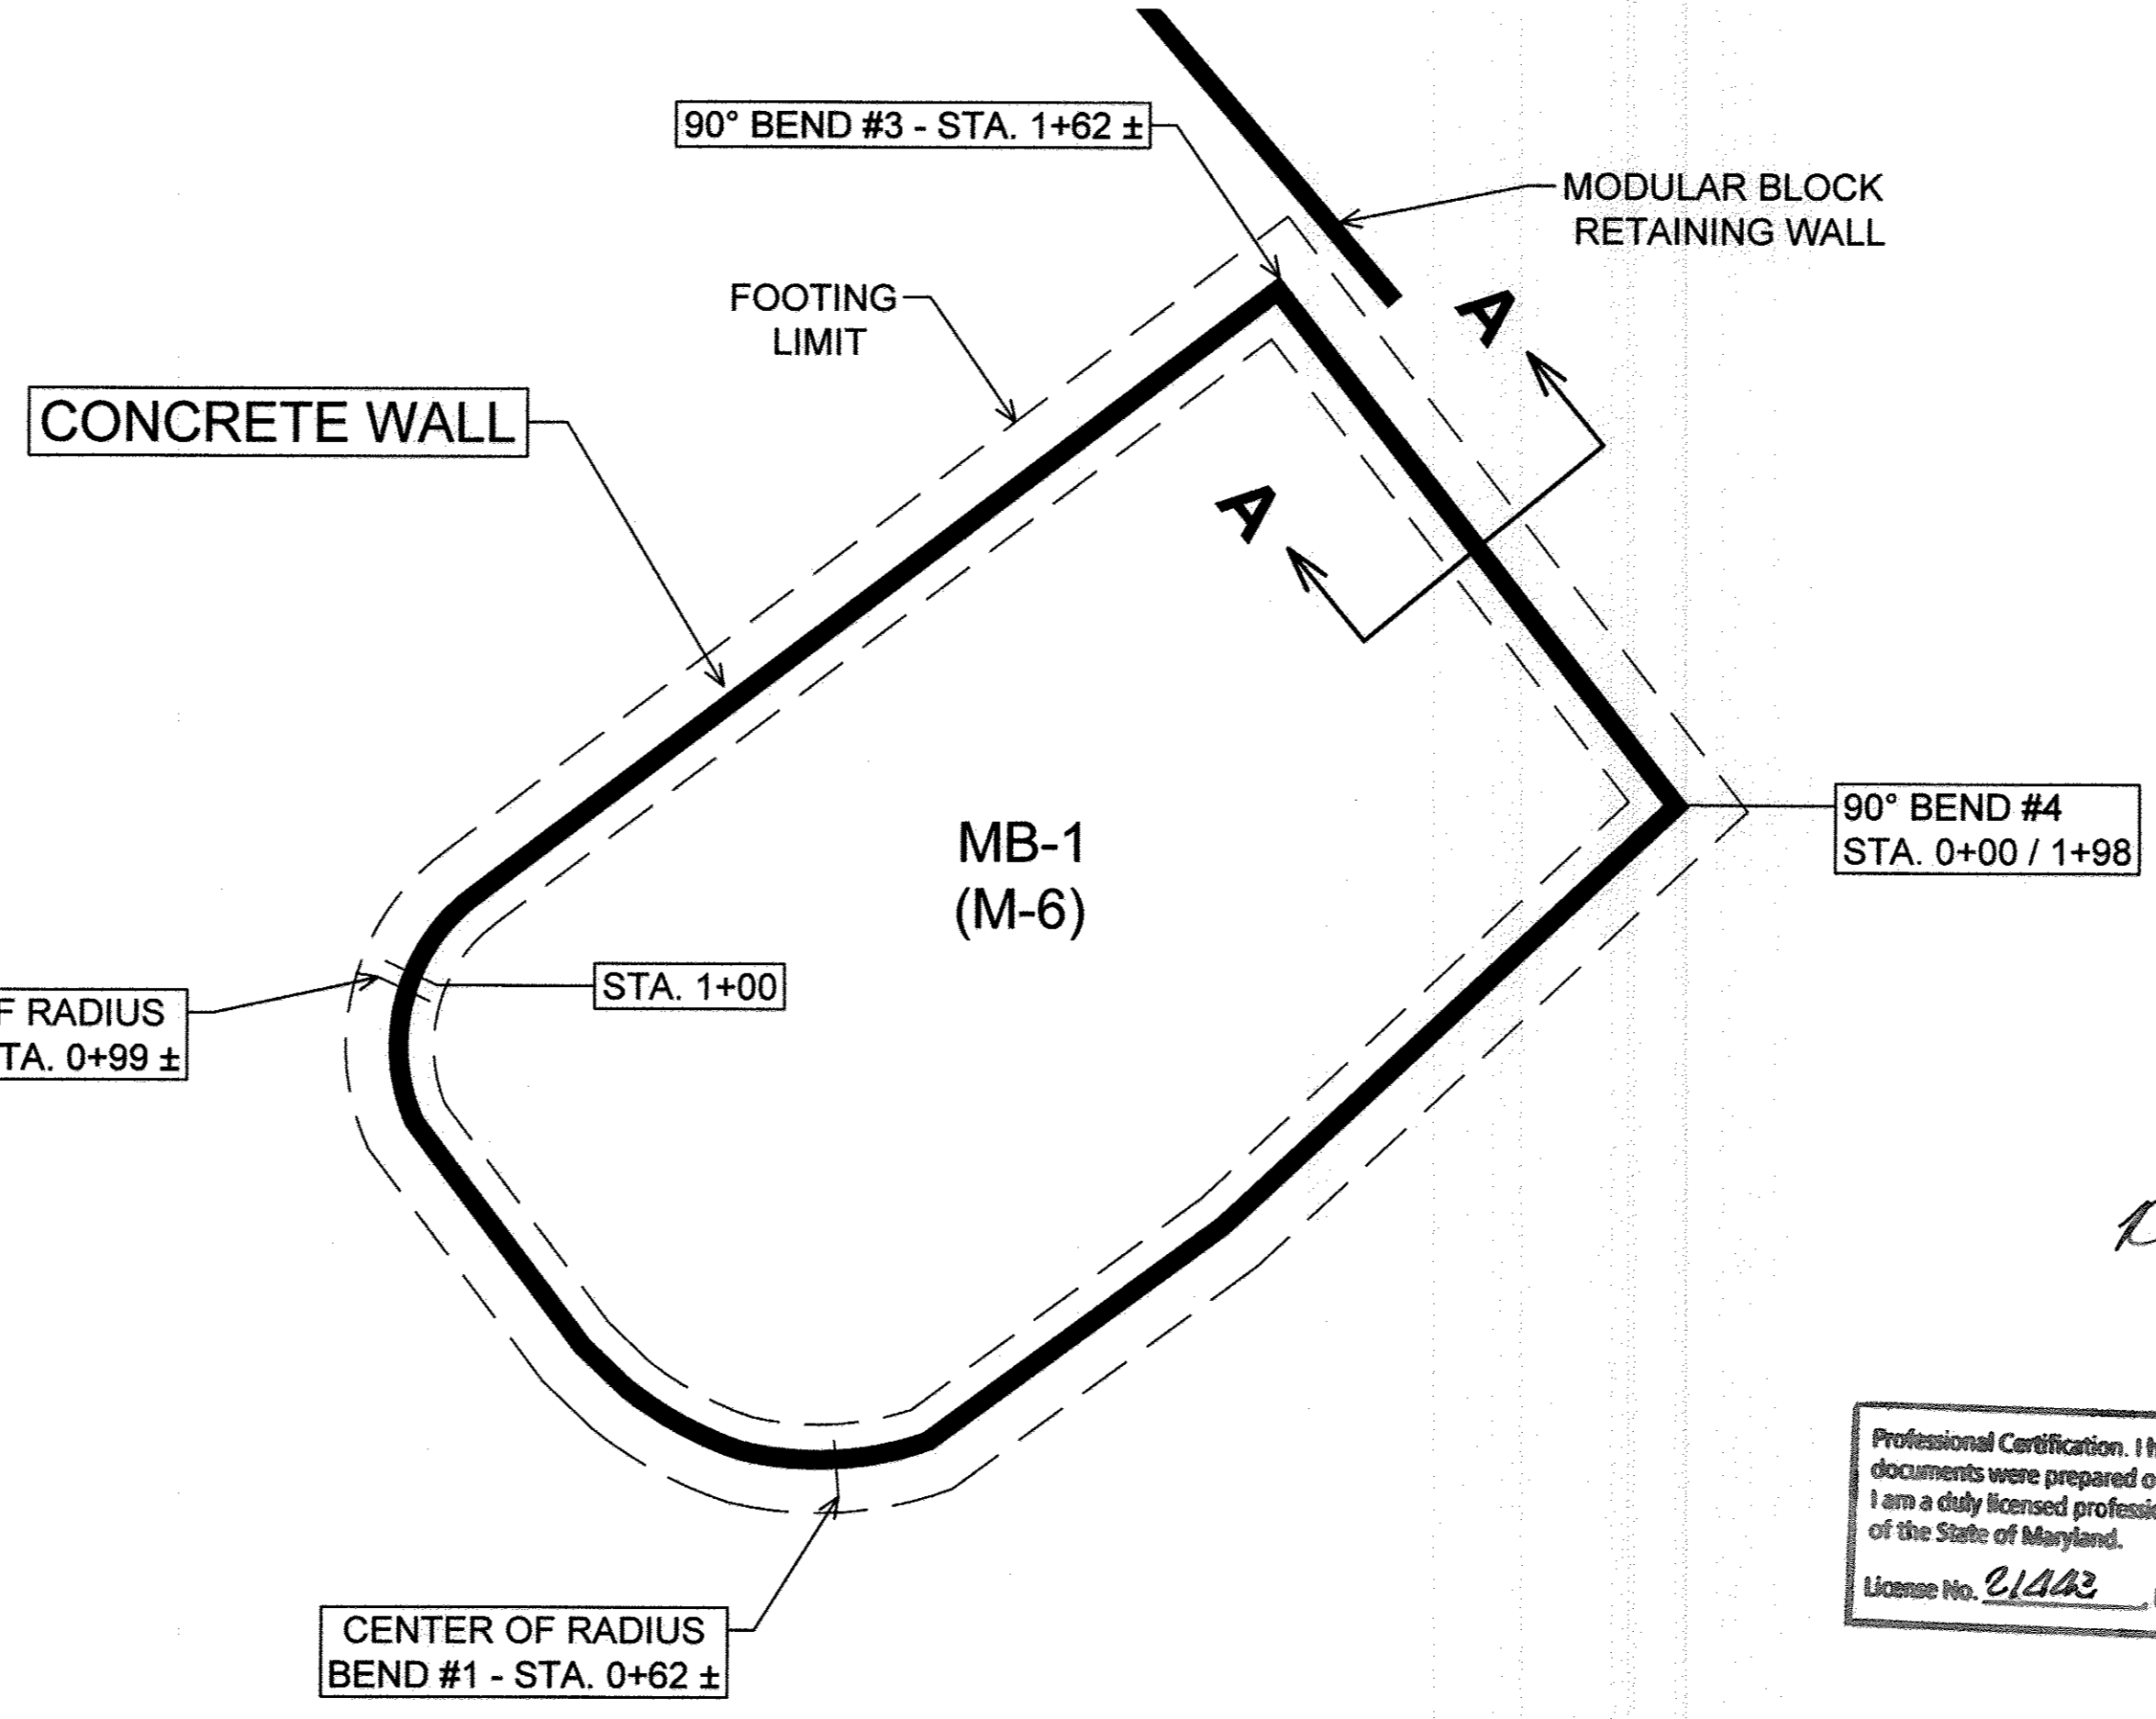 90° BEND #3 - STA. 1+62 ±
MODULAR BLOCK
RETAINING WALL
FOOTING
LIMIT
A
CONCRETE WALL
A
90° BEND #4
STA. 0+00 / 1+98
MB-1
(M-6)
STA. 1+00
F RADIUS
TA. 0+99 ±
Professional Certification. I h
documents were prepared o
I am a duly licensed professi
of the State of Maryland.
License No.
CENTER OF RADIUS
BEND #1 - STA. 0+62 ±